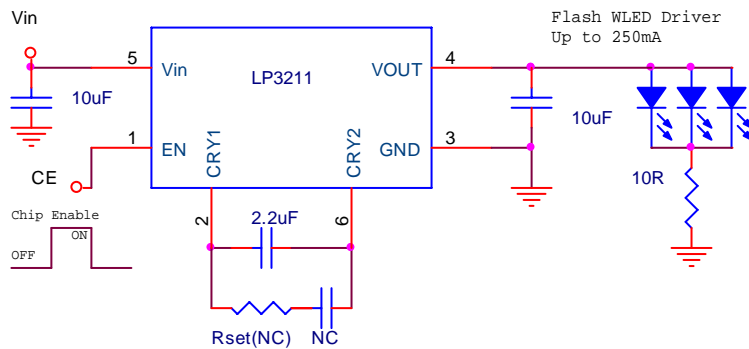 Vin
Flash WLED Driver
Up to 250mA
5
Vin
LP3211
VOUT
4
10uF
10uF
1
EN
CRY1
CRY2
GND
3
CE
10R
2
2.2uF
6
Chip Enable
ON
OFF
Rset(NC)
NC